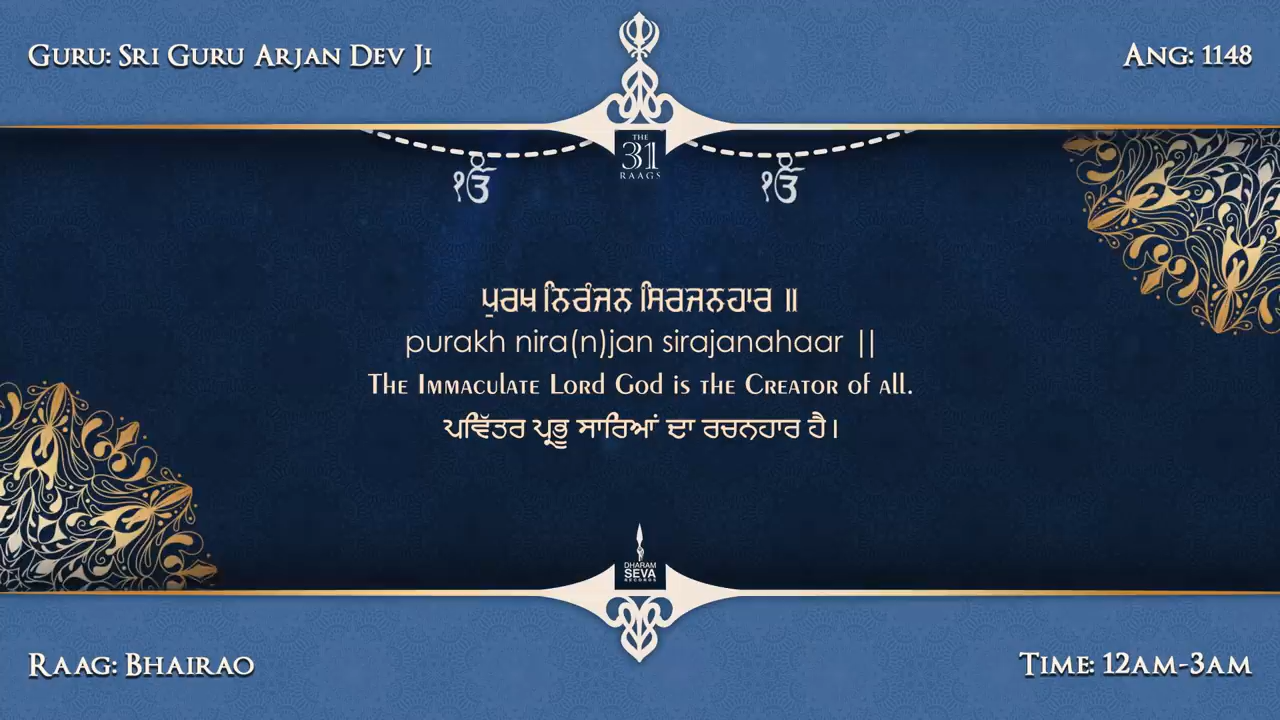 GURU: SRI GURU ARJAN DEV JI
ANG: 1148
THE
31
RAAGS
ੴ
ੴ
ਪੁਰਖ ਨਿਰੰਜਨ ਸਿਰਜਨਹਾਰ ॥
purakh nira(n)jan sirajanahaar ||
THE IMMACULATE LORD GOD IS THE CREATOR OF ALL.
ਪਵਿੱਤਰ ਪ੍ਰਭੂ ਸਾਰਿਆਂ ਦਾ ਰਚਨਹਾਰ ਹੈ।
DHARAM
SEVA
RECORDS
RAAG: BHAIRAO
TIME: 12AM-3AM